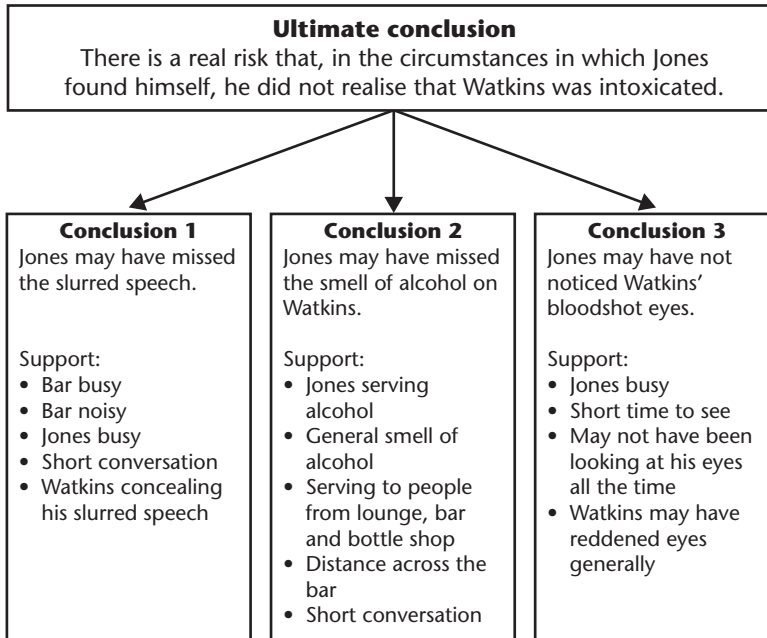 Ultimate conclusion
There is a real risk that, in the circumstances in which Jones
found himself, he did not realise that Watkins was intoxicated.
Conclusion 1
Jones may have missed
the slurred speech.
Support:
• Bar busy
• Bar noisy
• Jones busy
• Short conversation
• Watkins concealing
his slurred speech
Conclusion 2
Jones may have missed
the smell of alcohol on
Watkins.
Support:
• Jones serving
alcohol
• General smell of
alcohol
• Serving to people
from lounge, bar
and bottle shop
• Distance across the
bar
• Short conversation
Conclusion 3
Jones may have not
noticed Watkins’
bloodshot eyes.
Support:
• Jones busy
• Short time to see
• May not have been
looking at his eyes
all the time
• Watkins may have
reddened eyes
generally